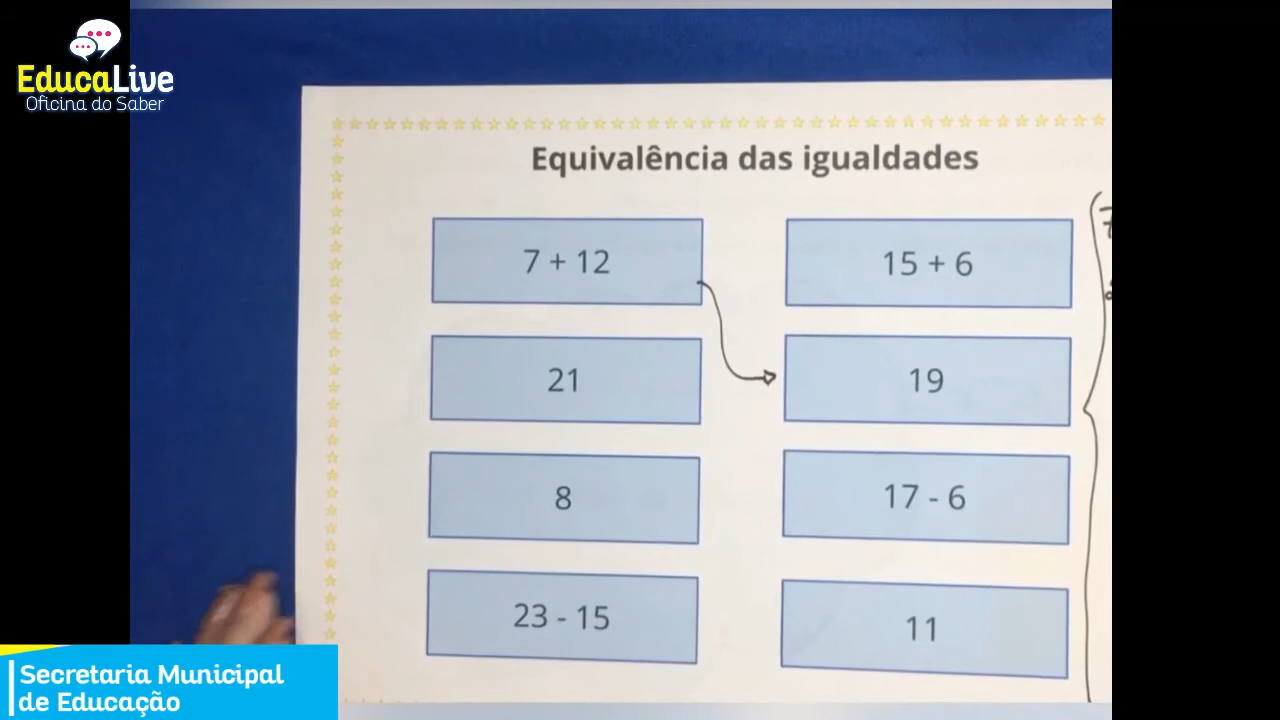 EducaLive
Oficina do Saber
Equivalência das igualdades
7 + 12
15 + 6
21
19
8
17 - 6
23 - 15
11
Secretaria Municipal
de Educação